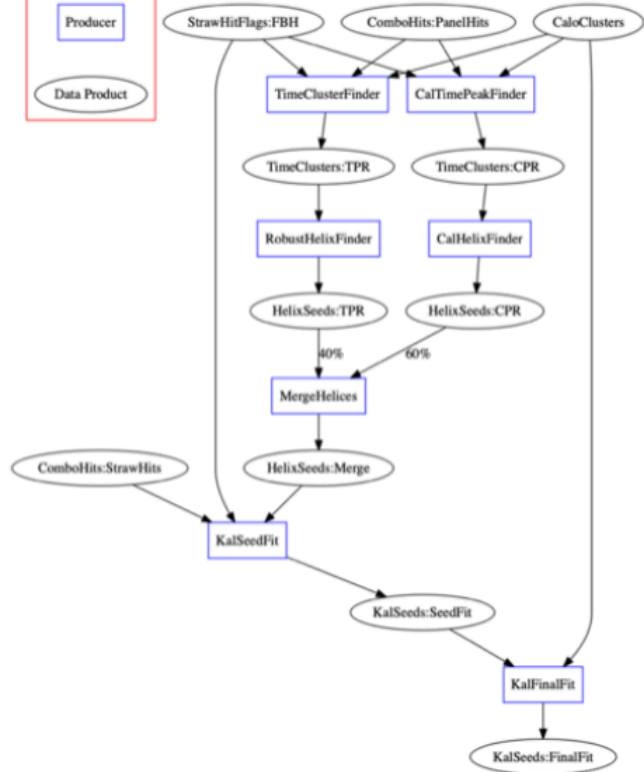 Producer
StrawHitFlags:FBH
ComboHits:PanelHits
CaloClusters
Data Product
TimeClusterFinder
CalTimePeakFinder
TimeClusters:TPR
TimeClusters:CPR
RobustHelixFinder
CalHelixFinder
HelixSeeds:TPR
HelixSeeds:CPR
40%
60%
MergeHelices
ComboHits:StrawHits
HelixSeeds:Merge
KalSeedFit
KalSeeds:SeedFit
KalFinalFit
KalSeeds:FinalFit